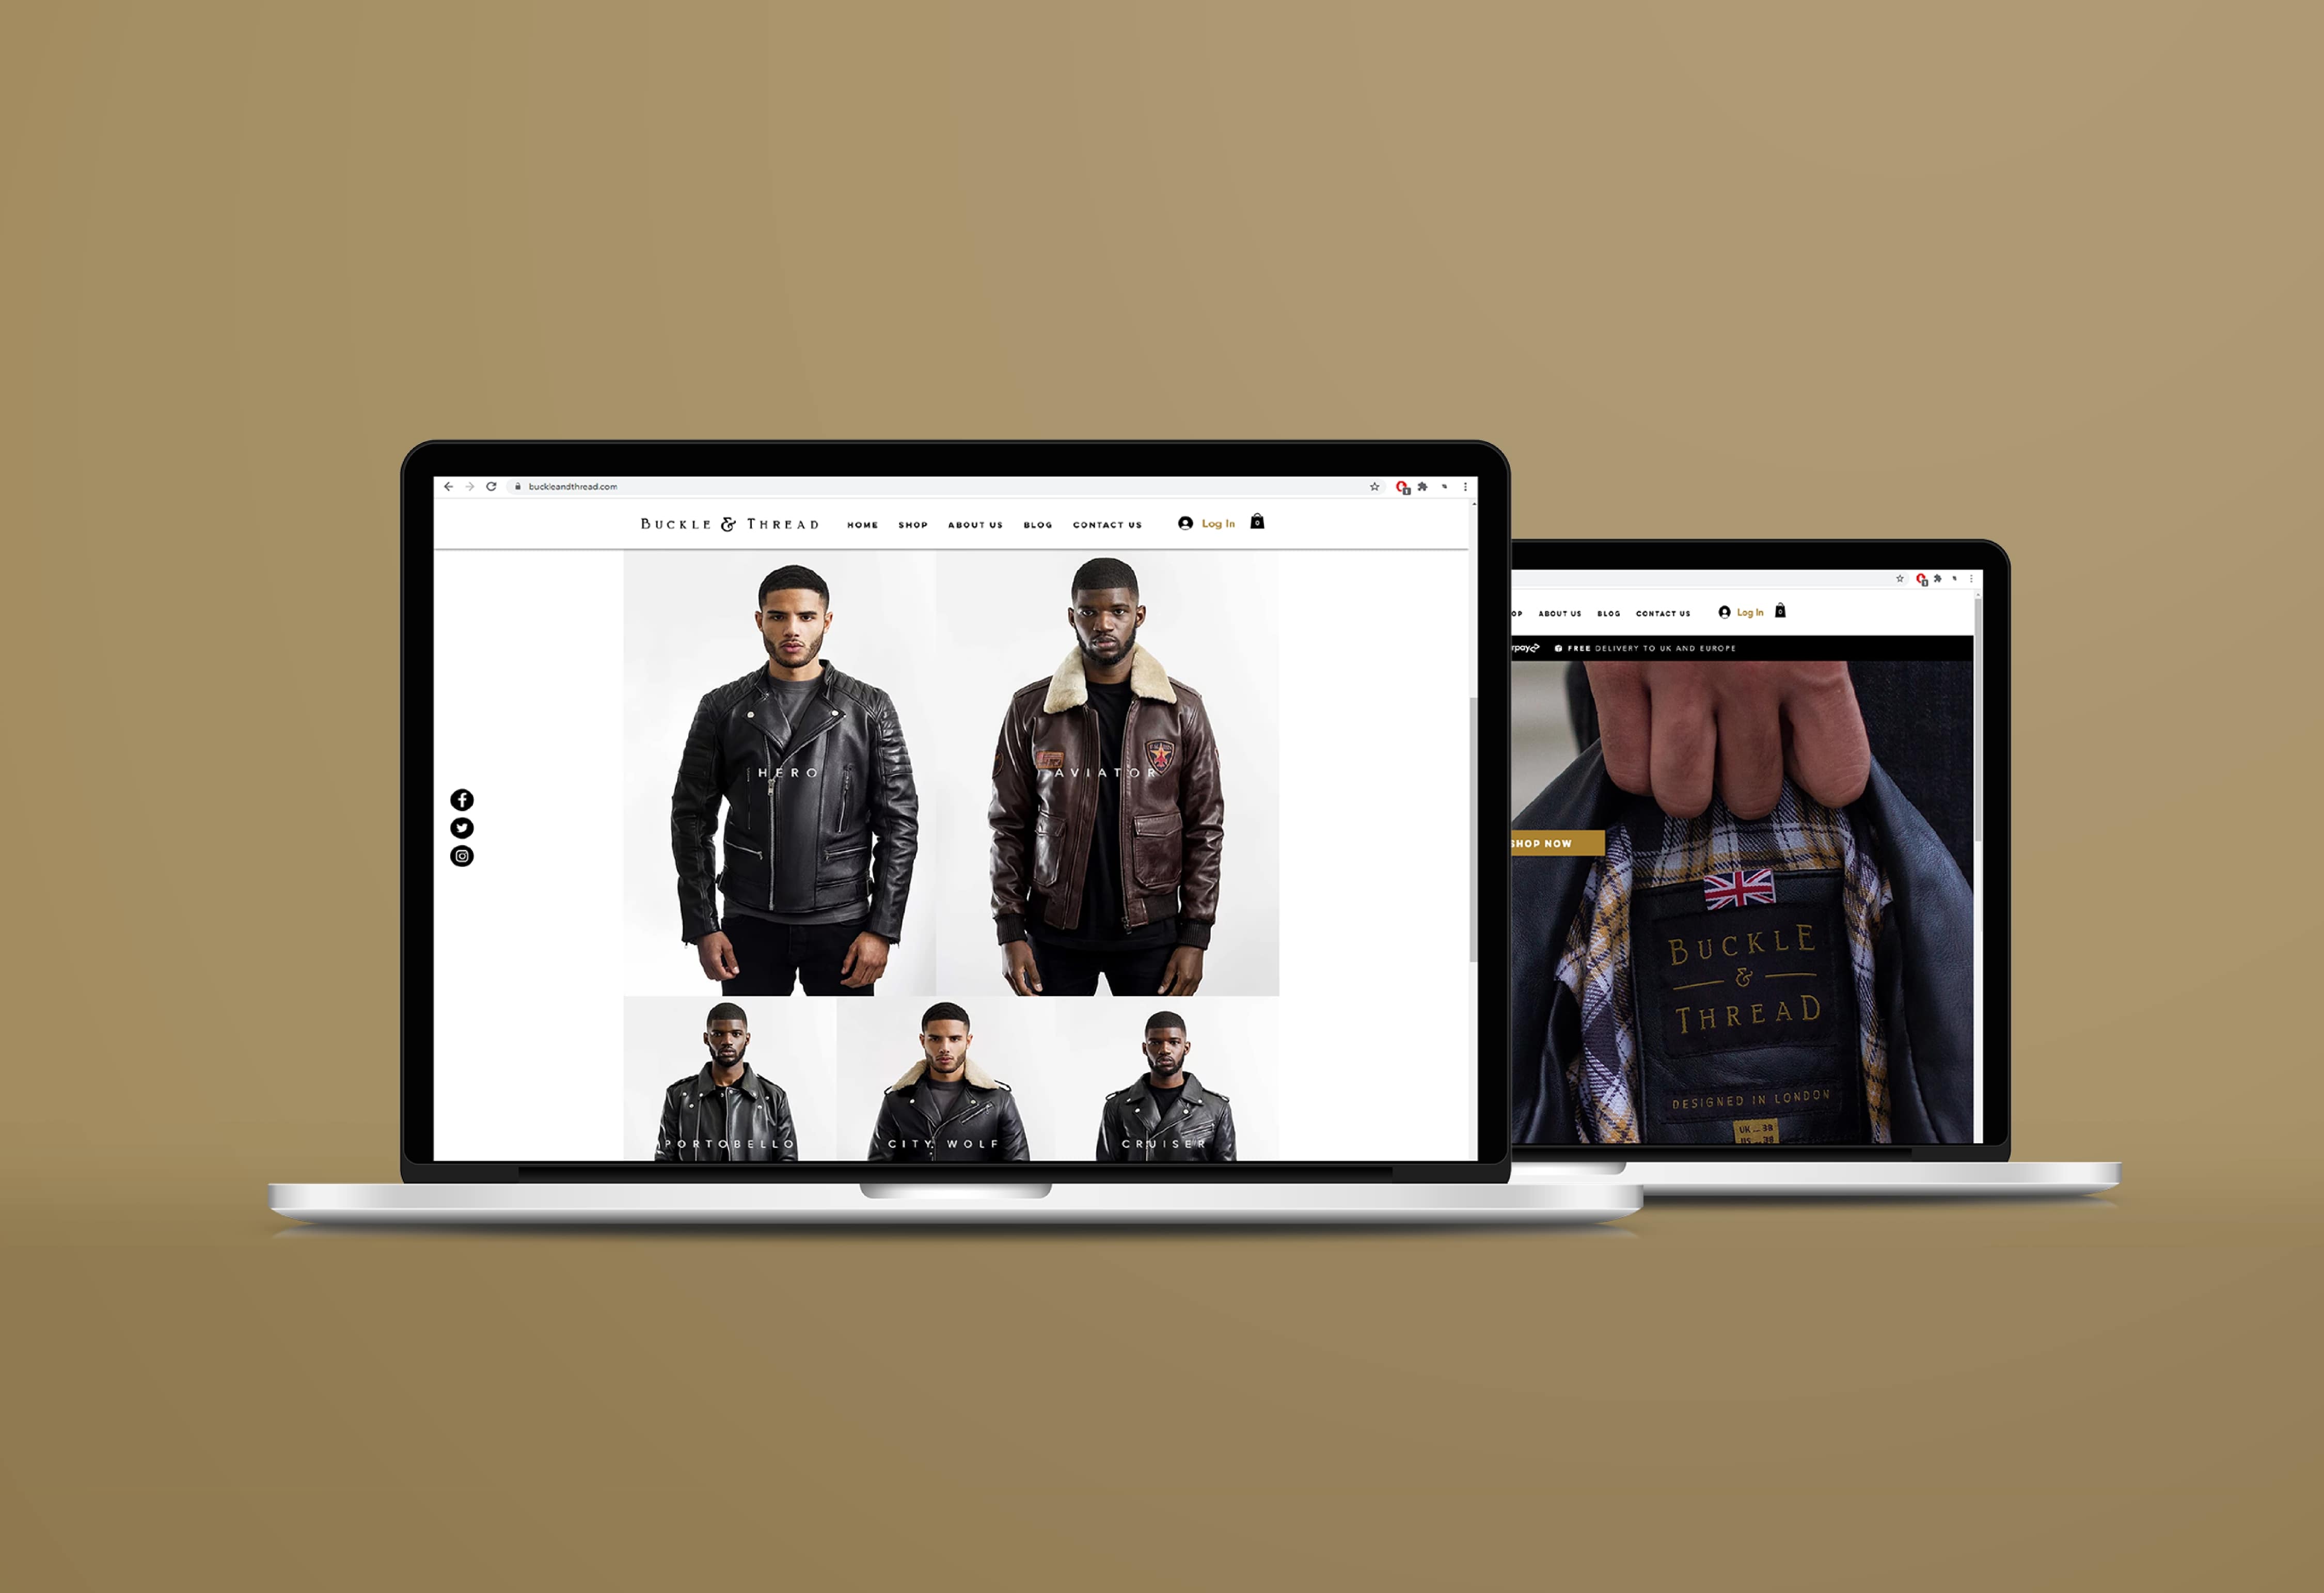 buckleandthread.com
BUCKLE & THREAD HOME SHOP ABOUT US BLOG CONTACT US Log In 0
HERO
AVIATOR
PORTOBELLO
CITY WOLF
CRUISER
OP ABOUT US BLOG CONTACT US Log In 0
rpay FREE DELIVERY TO UK AND EUROPE
SHOP NOW
BUCKLE
&
THREAD
DESIGNED IN LONDON
UK ... 38
US ... 38